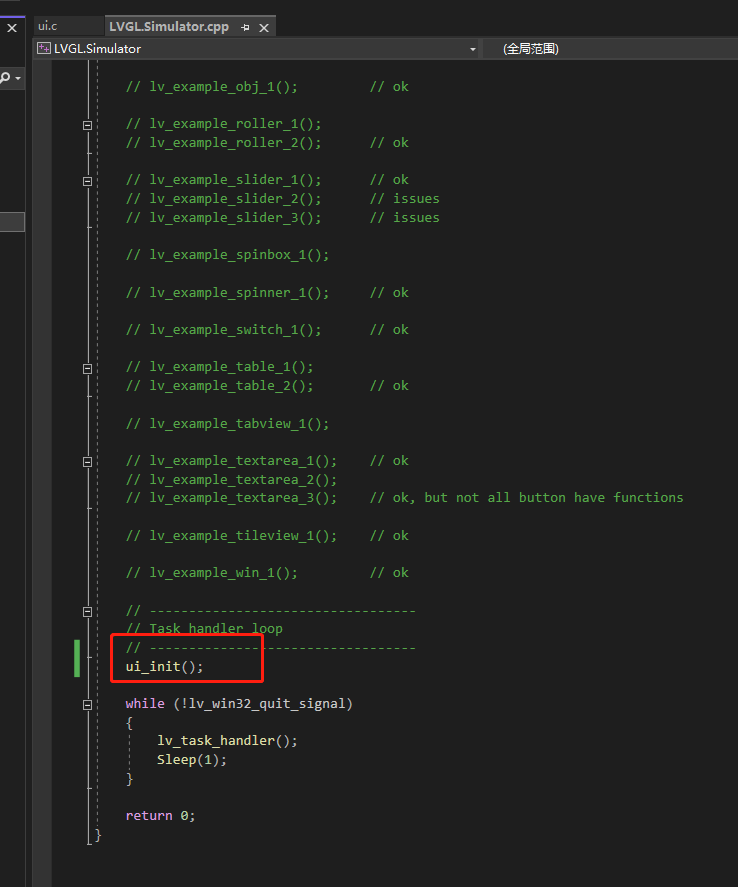 ui.c
LVGL.Simulator.cpp
LVGL.Simulator
(全局范围)
// lv_example_obj_1(); // ok
// lv_example_roller_1();
// lv_example_roller_2(); // ok
// lv_example_slider_1(); // ok
// lv_example_slider_2(); // issues
// lv_example_slider_3(); // issues
// lv_example_spinbox_1();
// lv_example_spinner_1(); // ok
// lv_example_switch_1(); // ok
// lv_example_table_1();
// lv_example_table_2(); // ok
// lv_example_tabview_1();
// lv_example_textarea_1(); // ok
// lv_example_textarea_2();
// lv_example_textarea_3(); // ok, but not all button have functions
// lv_example_tileview_1(); // ok
// lv_example_win_1(); // ok
// ----------------------------------
// Task handler loop
// ----------------------------------
ui_init();
while (!lv_win32_quit_signal)
{
lv_task_handler();
Sleep(1);
}
return 0;
}